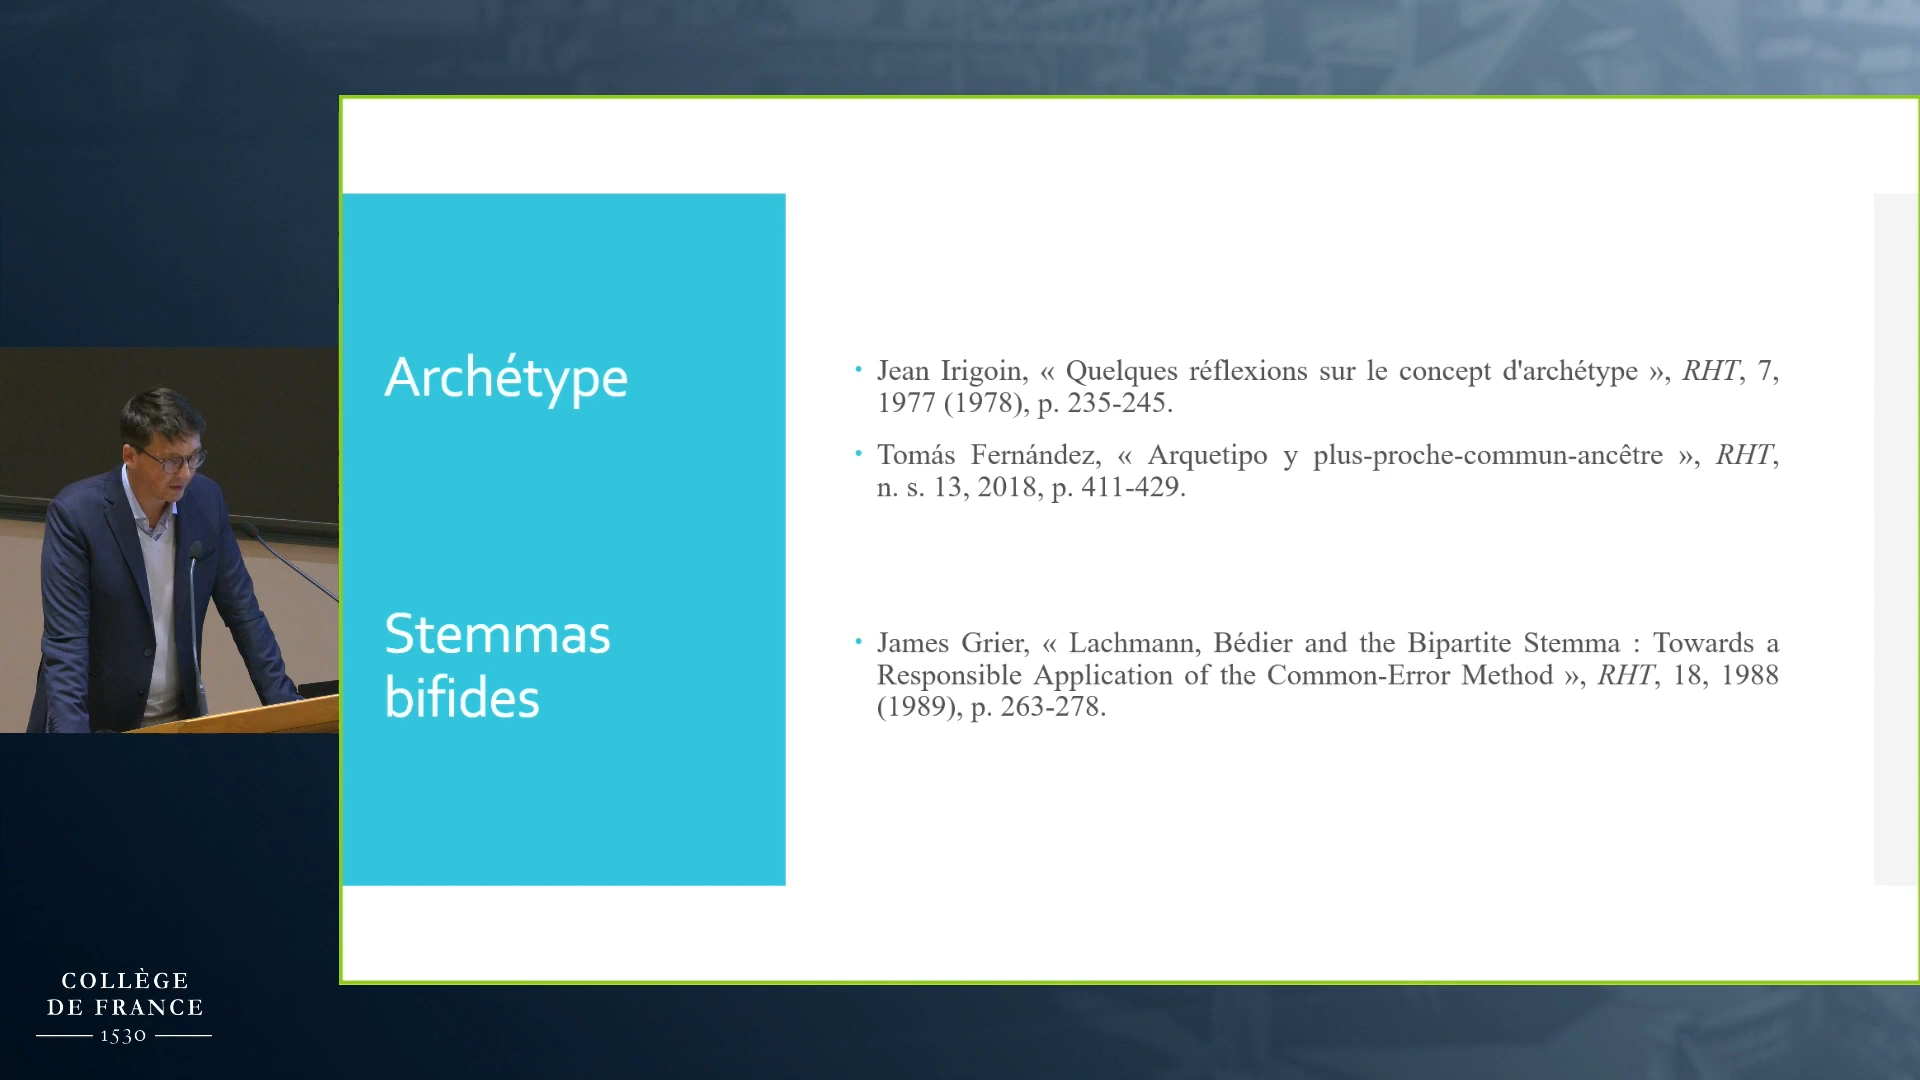 Archétype
Stemmas
bifides
• Jean Irigoin, « Quelques réflexions sur le concept d'archétype », RHT, 7,
1977 (1978), p. 235-245.
• Tomás Fernández, « Arquetipo y plus-proche-commun-ancêtre », RHT,
n. s. 13, 2018, p. 411-429.
• James Grier, « Lachmann, Bédier and the Bipartite Stemma : Towards a
Responsible Application of the Common-Error Method », RHT, 18, 1988
(1989), p. 263-278.
COLLÈGE
DE FRANCE
1530